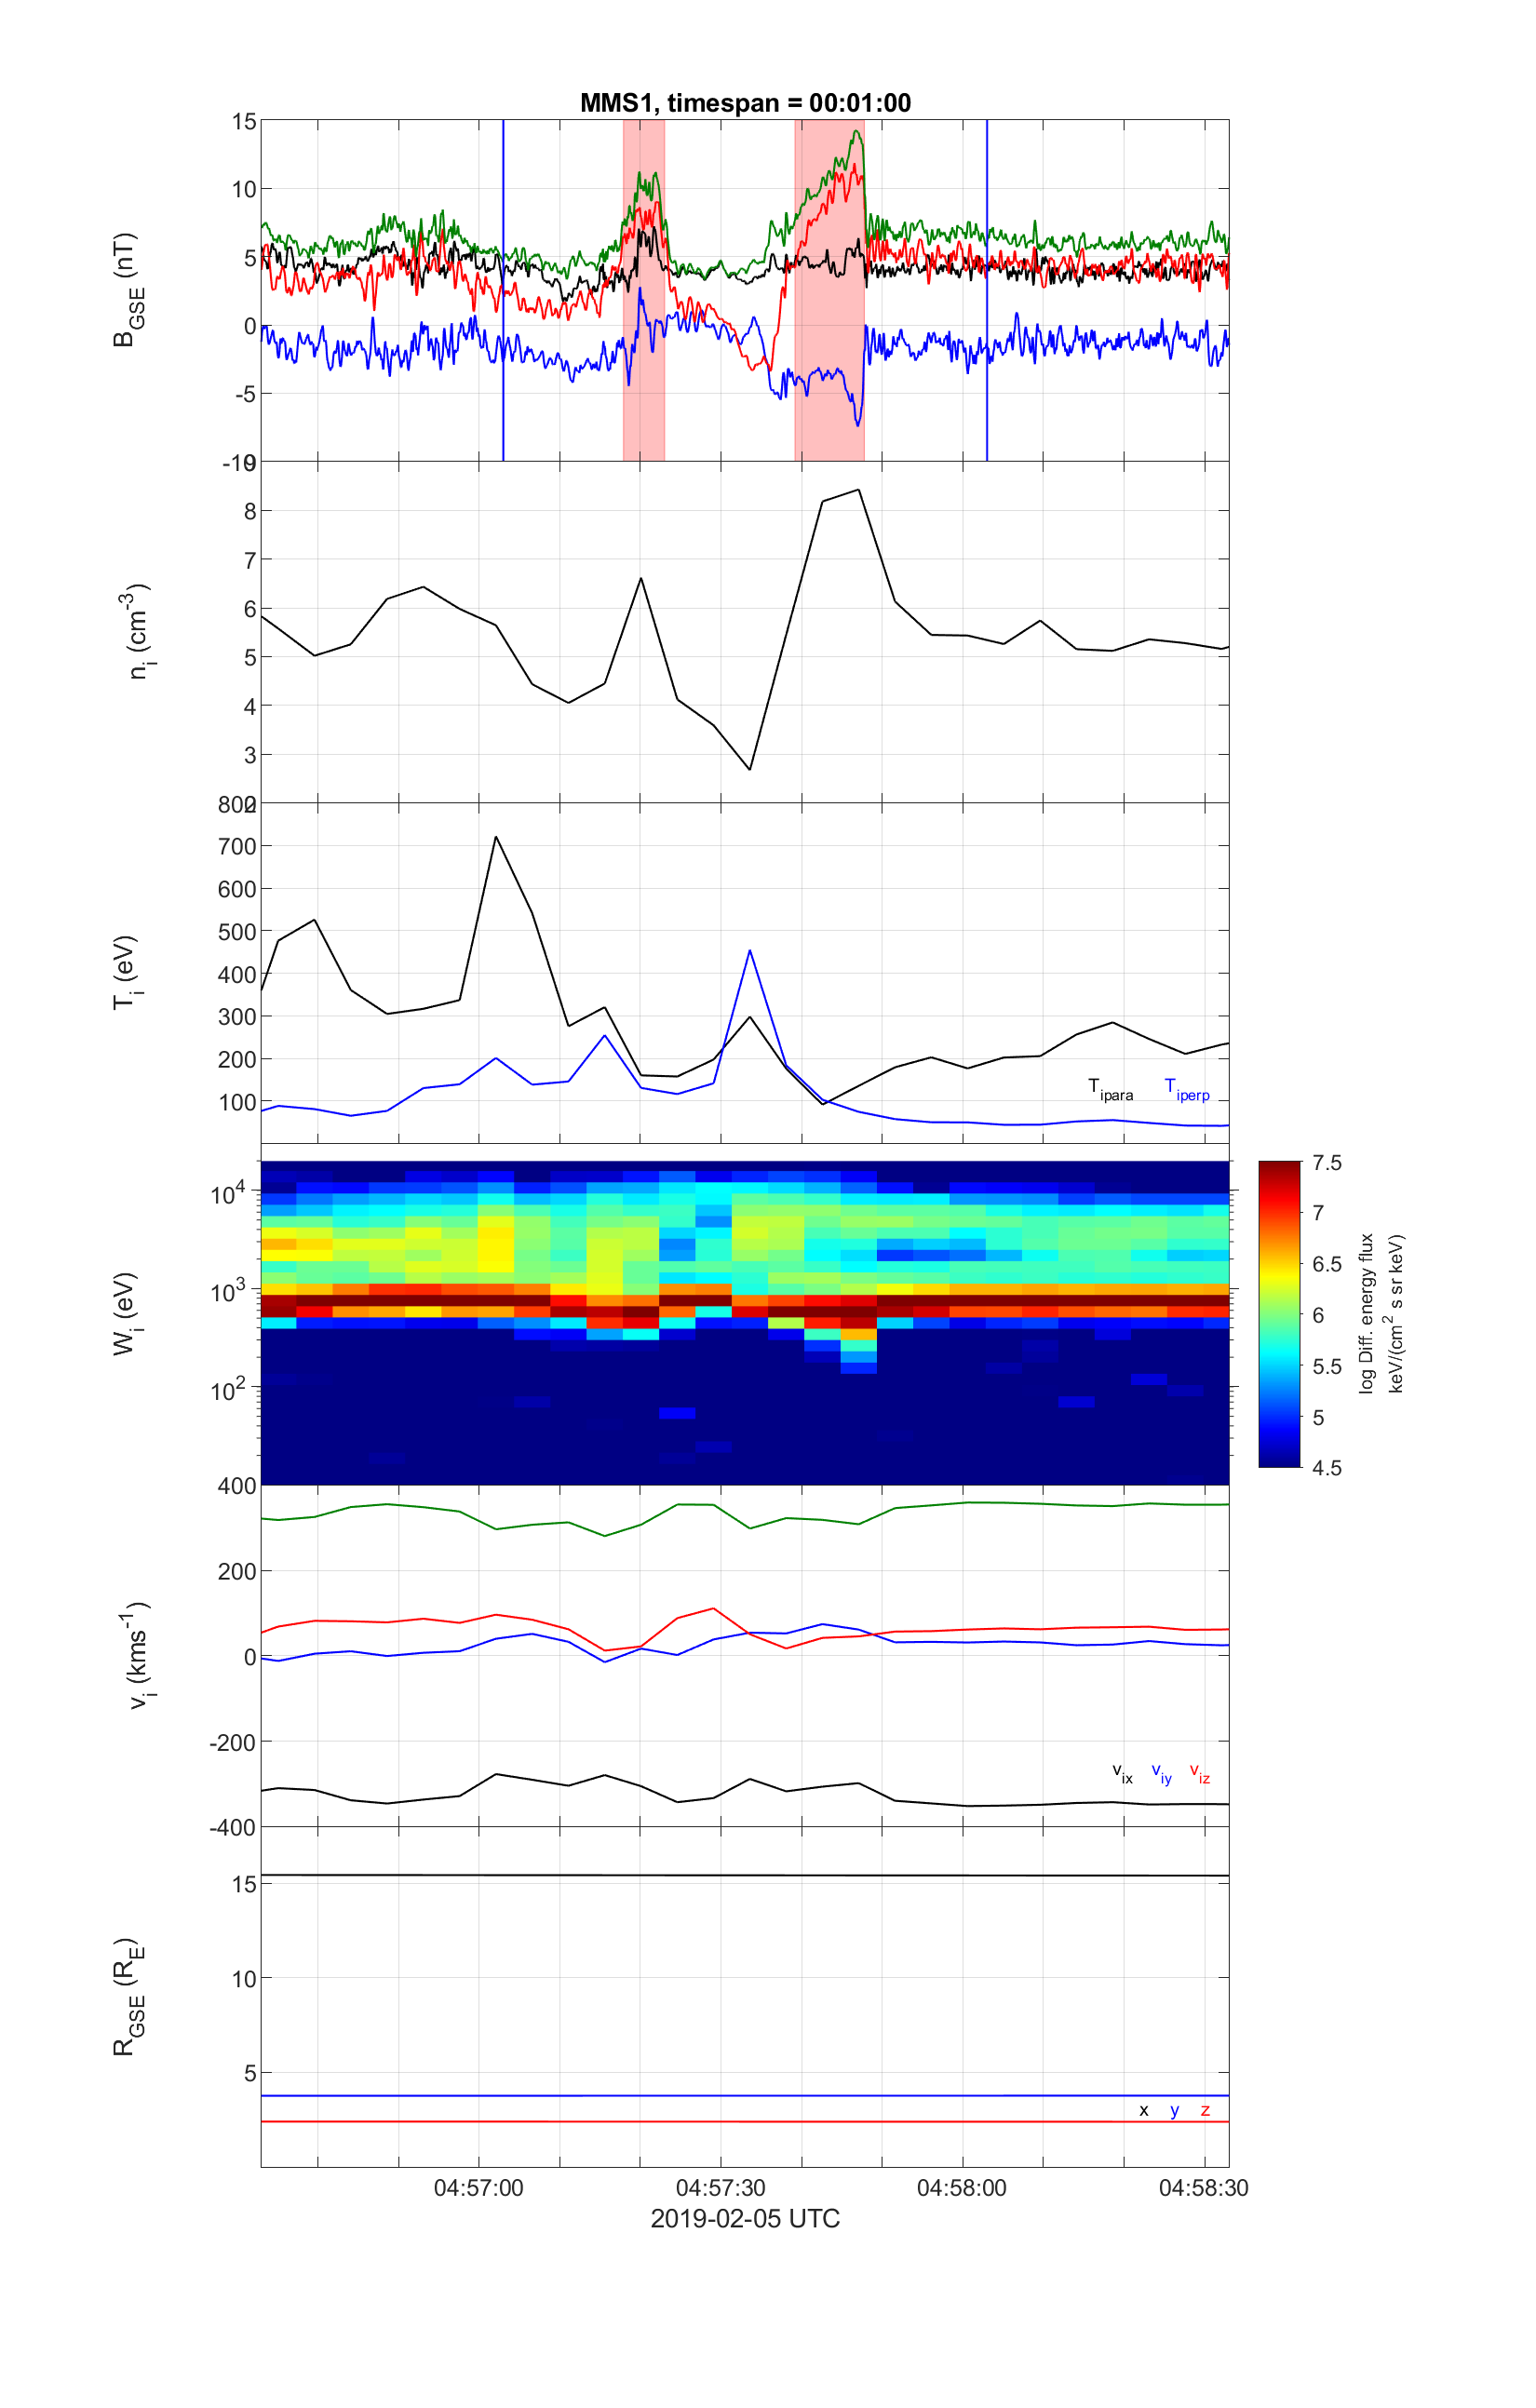 MMS1, timespan = 00:01:00
15
10
5
0
-5
-10
B_GSE (nT)
9
8
7
6
5
4
3
2
n_i (cm^-3)
800
700
600
500
400
300
200
100
T_i (eV)
T_ipara T_iperp
10^4
10^3
10^2
W_i (eV)
7.5
7
6.5
6
5.5
5
4.5
log Diff. energy flux
keV/(cm^2 s sr keV)
400
200
0
-200
-400
v_i (kms^-1)
v_ix v_iy v_iz
15
10
5
R_GSE (R_E)
x y z
04:57:00 04:57:30 04:58:00 04:58:30
2019-02-05 UTC